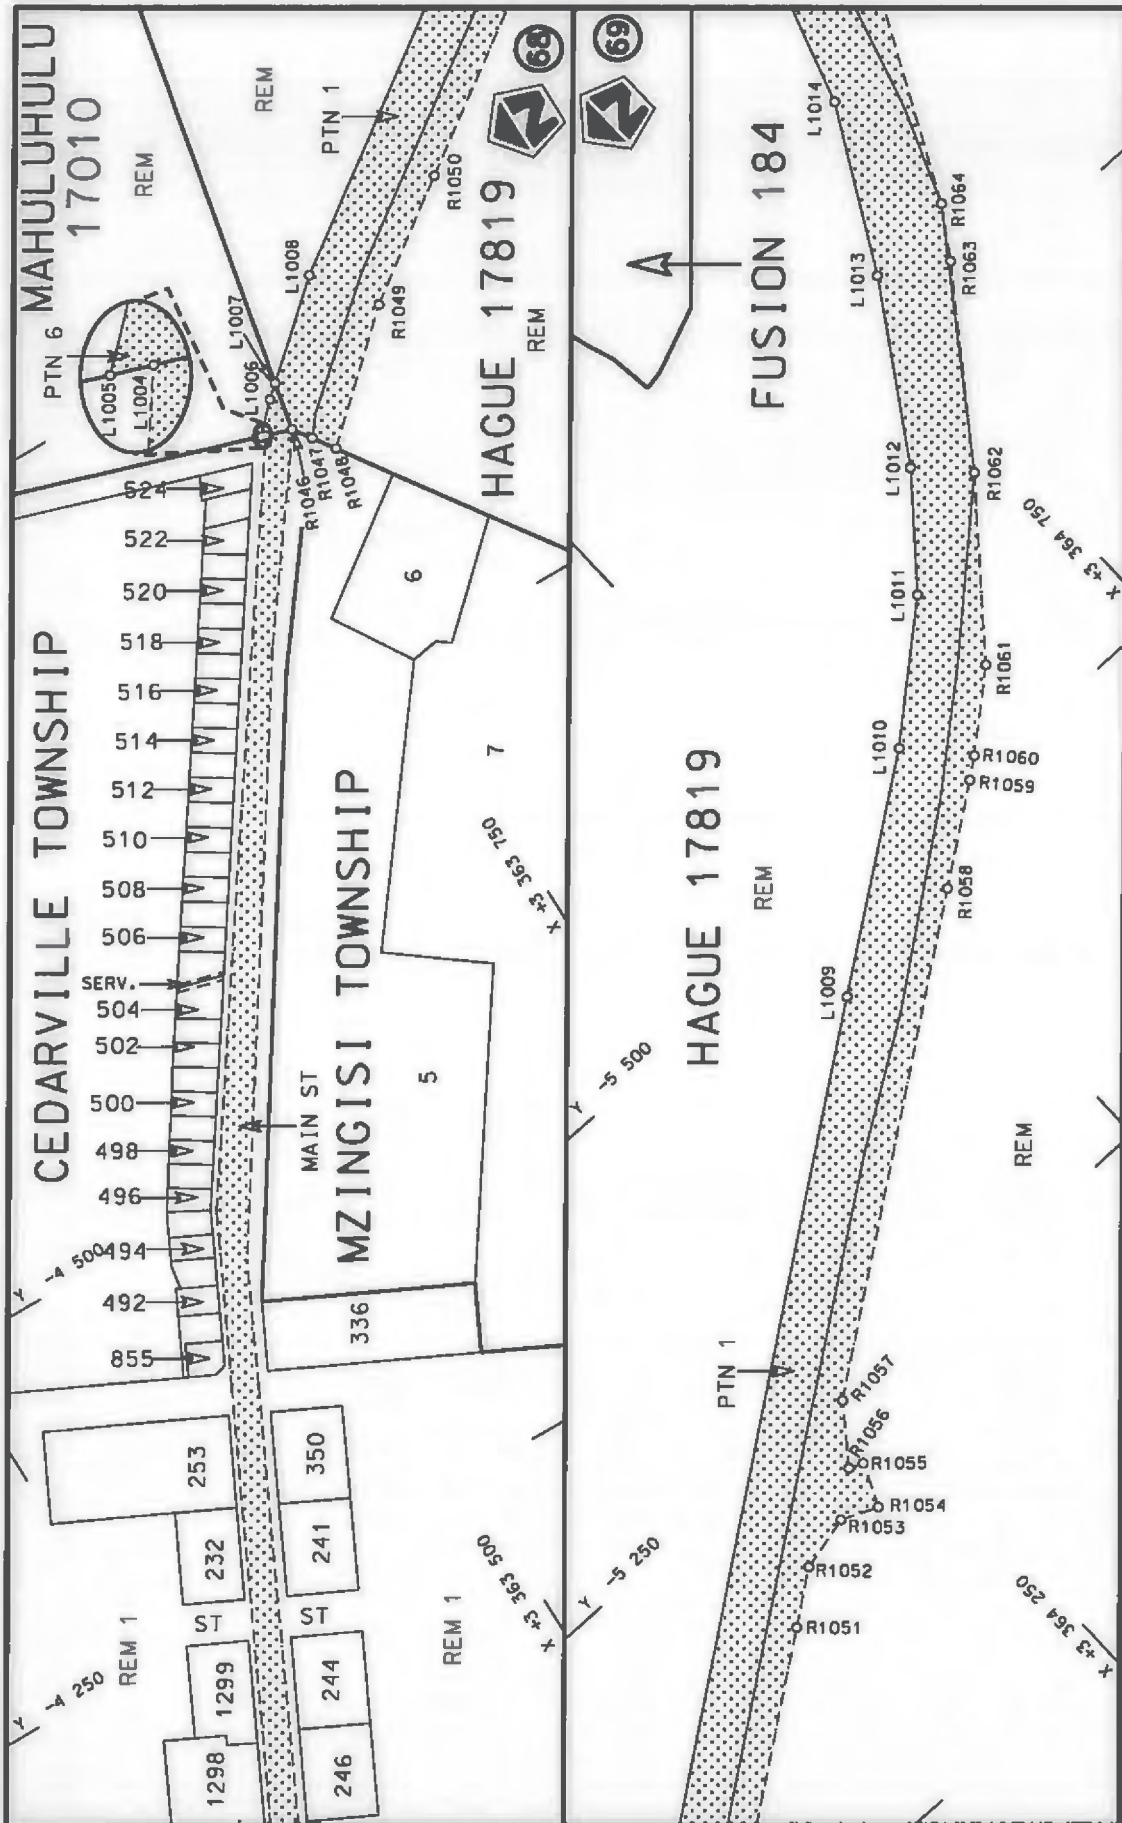 MAHULUHULU
17010
REM
REM
PTN 1
68
PTN 6
L1005
L1004
L1006
L1007
L1008
R1046
R1047
R1048
R1049
R1050
HAGUE 17819
REM
CEDARVILLE TOWNSHIP
524
522
520
518
516
514
512
510
508
506
SERV.
504
502
500
498
496
494
492
855
MAIN ST
MZINGISI TOWNSHIP
6
7
5
336
X +3 363 750
Y -4 500
253
350
232
241
ST
ST
REM 1
REM 1
1299
244
1298
246
X +3 363 500
Y -4 250
69
FUSION 184
L1014
L1013
L1012
L1011
L1010
L1009
R1064
R1063
R1062
R1061
R1060
R1059
R1058
X +3 364 750
HAGUE 17819
REM
Y -5 500
REM
PTN 1
R1057
R1056
R1055
R1054
R1053
R1052
R1051
Y -5 250
X +3 364 250